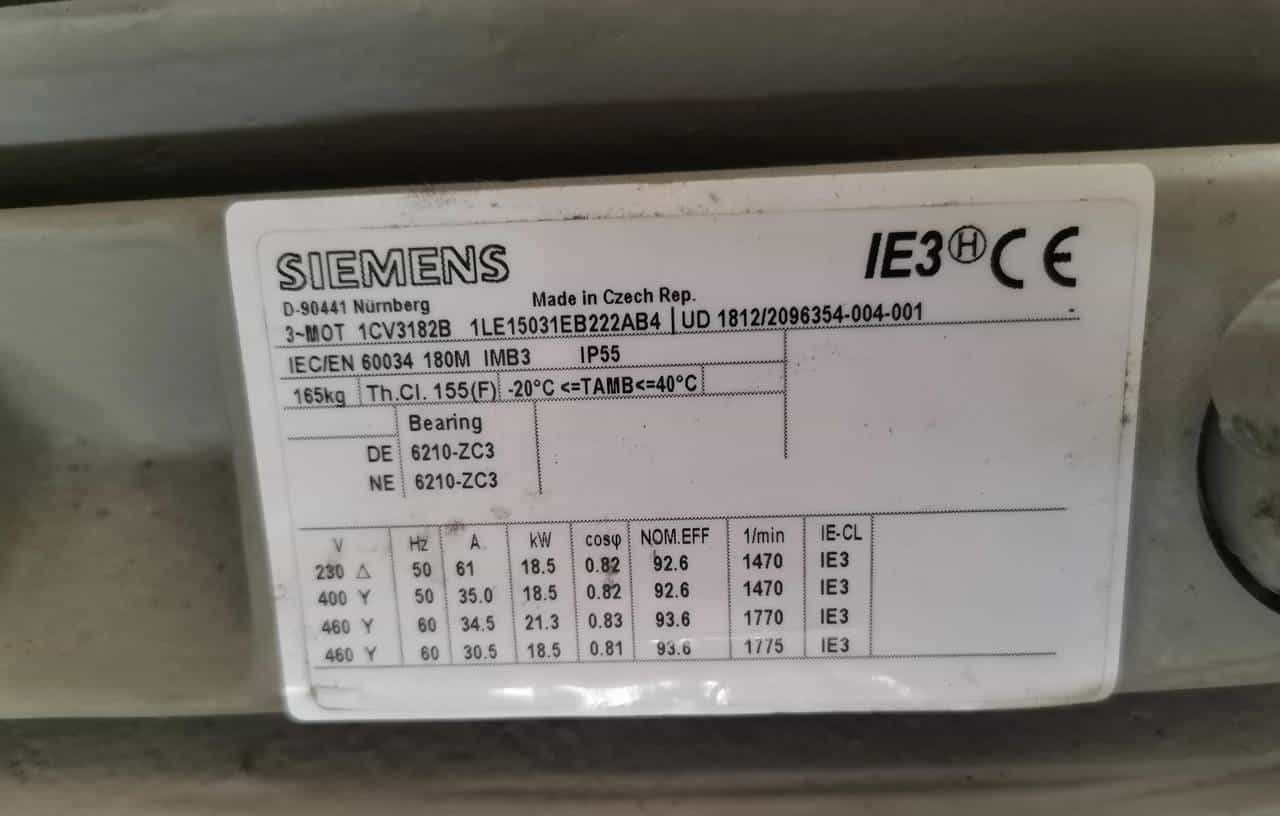 SIEMENS IE3 Ⓗ CE
D-90441 Nürnberg Made in Czech Rep.
3~MOT 1CV3182B 1LE15031EB222AB4 UD 1812/2096354-004-001
IEC/EN 60034 180M IMB3 IP55
165kg Th.Cl. 155(F) -20°C <=TAMB<=40°C
Bearing
DE 6210-ZC3
NE 6210-ZC3
V Hz A kW cosφ NOM.EFF 1/min IE-CL
230 Δ 50 61 18.5 0.82 92.6 1470 IE3
400 Y 50 35.0 18.5 0.82 92.6 1470 IE3
460 Y 60 34.5 21.3 0.83 93.6 1770 IE3
460 Y 60 30.5 18.5 0.81 93.6 1775 IE3